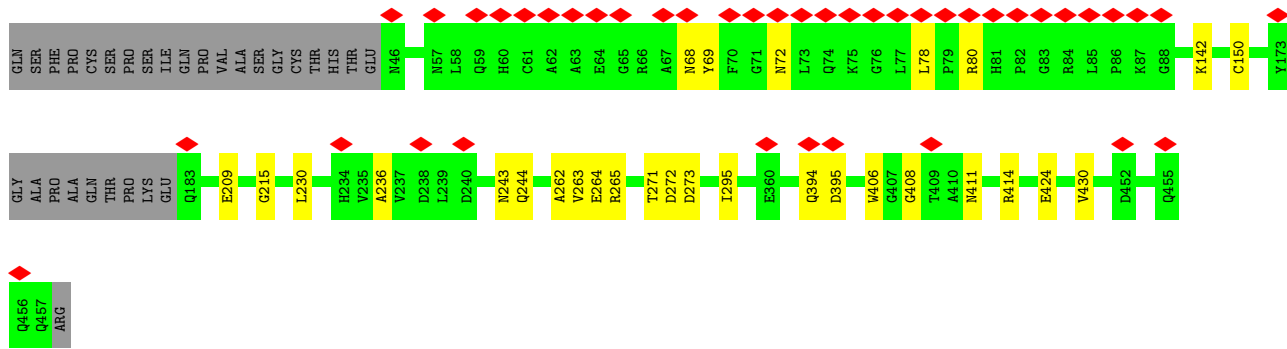 GLN SER PHE PRO CYS SER PRO SER ILE GLN PRO VAL ALA SER GLY CYS THR HIS THR GLU N46 N57 L58 Q59 H60 C61 A62 A63 E64 G65 R66 A67 N68 Y69 F70 G71 N72 L73 Q74 K75 G76 L77 L78 P79 R80 H81 P82 G83 R84 L85 P86 K87 G88 K142 C150 Y173
GLY ALA PRO ALA GLN THR PRO LYS GLU Q183 E209 G215 L230 H234 V235 A236 V237 D238 L239 D240 N243 Q244 A262 V263 E264 R265 T271 D272 D273 I295 E360 Q394 D395 W406 G407 G408 T409 A410 N411 R414 E424 V430 D452 Q455
Q456 Q457 ARG